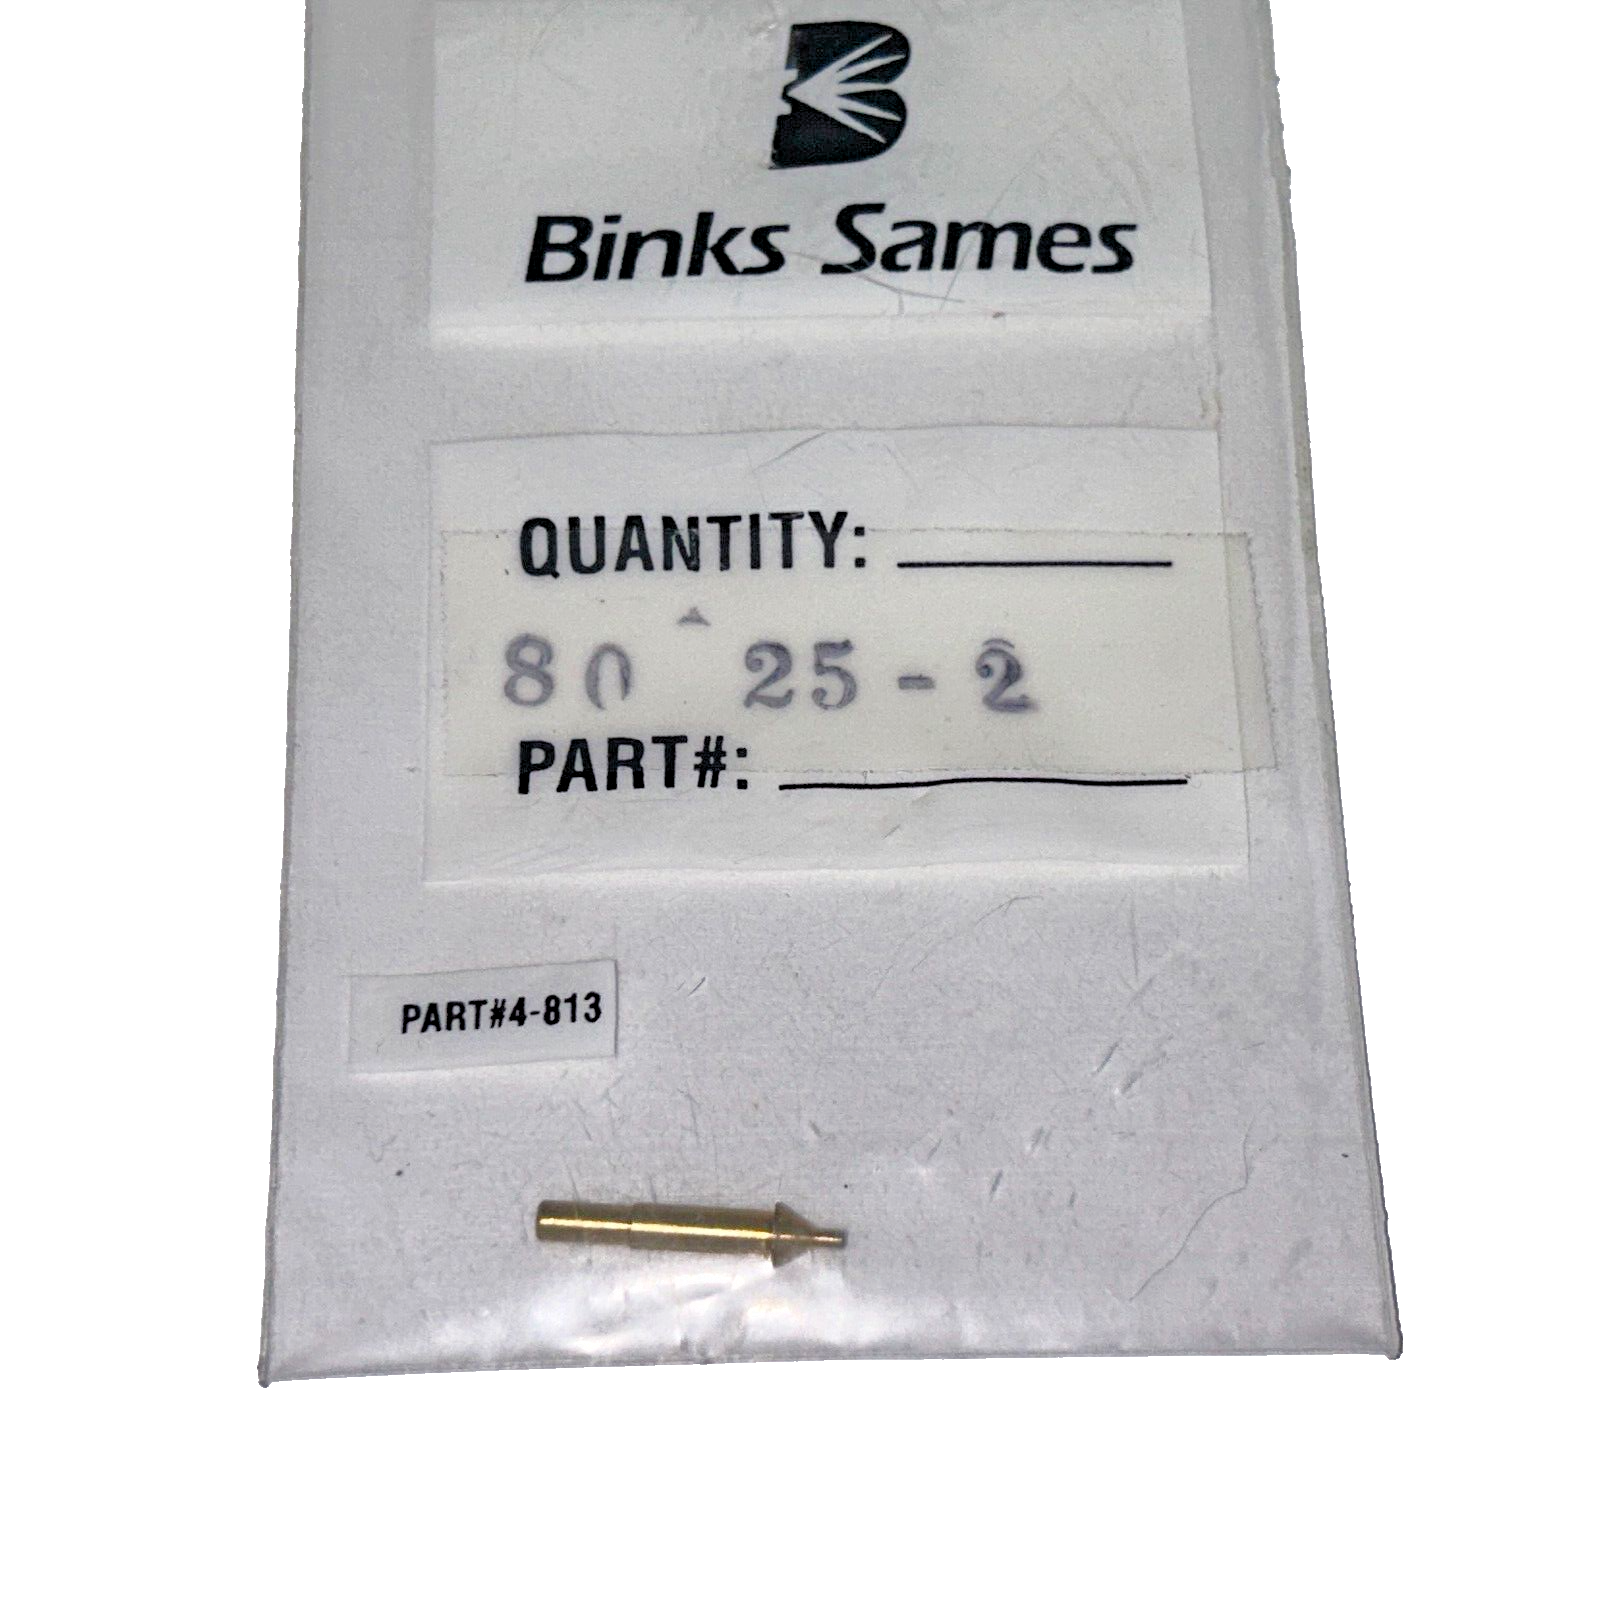 Binks Sames
QUANTITY:
80 25-2
PART#:
PART#4-813